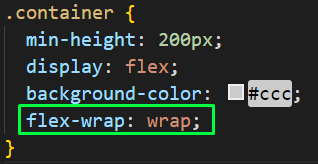 .container {
min-height: 200px;
display: flex;
background-color: #ccc;
flex-wrap: wrap;
}